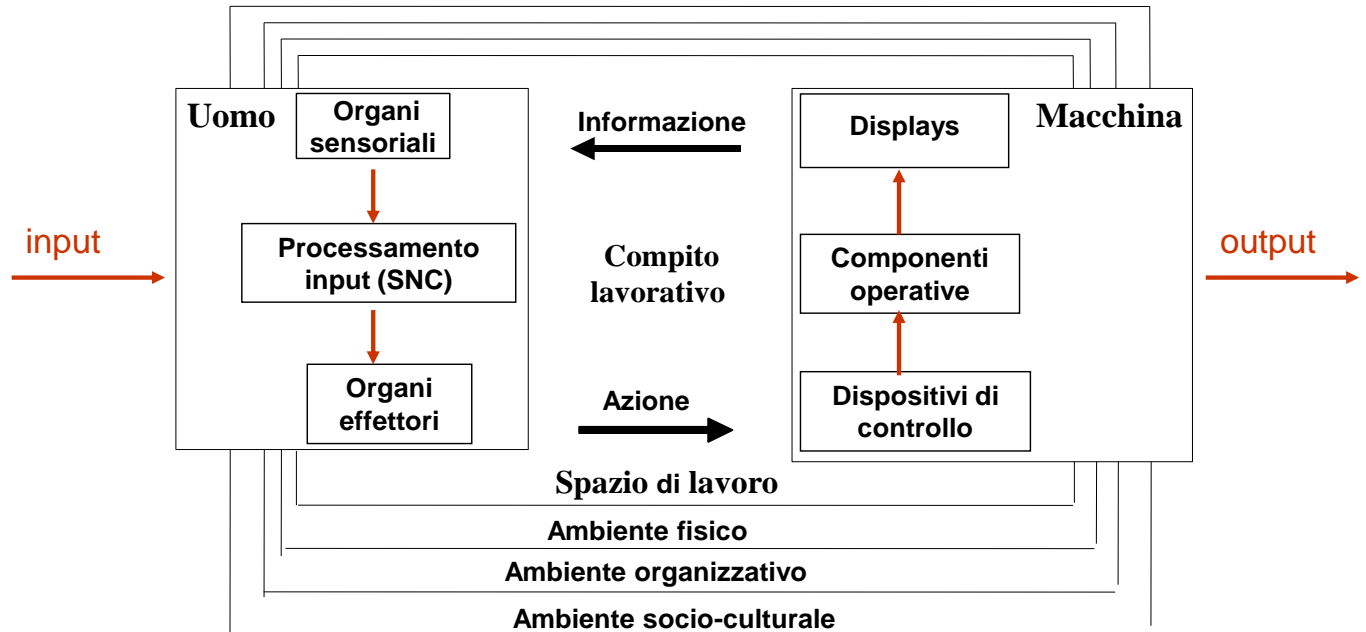 Uomo
Organi
sensoriali
Informazione
Displays
Macchina
input
Processamento
input (SNC)
Compito
lavorativo
Componenti
operative
output
Organi
effettori
Azione
Dispositivi di
controllo
Spazio di lavoro
Ambiente fisico
Ambiente organizzativo
Ambiente socio-culturale